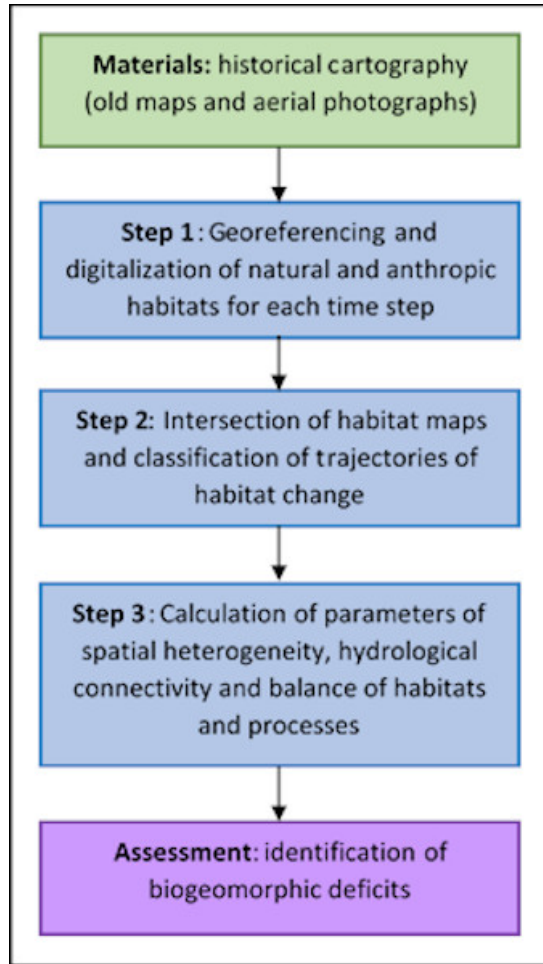 Materials: historical cartography
(old maps and aerial photographs)
Step 1: Georeferencing and
digitalization of natural and anthropic
habitats for each time step
Step 2: Intersection of habitat maps
and classification of trajectories of
habitat change
Step 3: Calculation of parameters of
spatial heterogeneity, hydrological
connectivity and balance of habitats
and processes
Assessment: identification of
biogeomorphic deficits